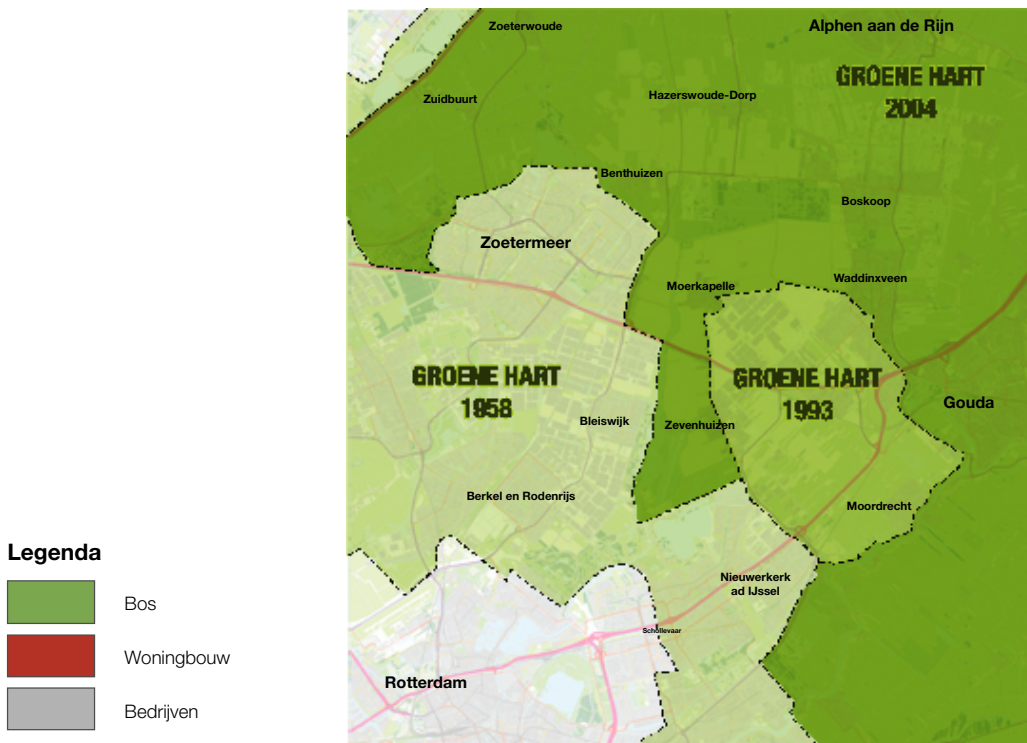 Zoeterwoude
Alphen aan de Rijn
GROENE HART
2004
Zuidbuurt
Hazerswoude-Dorp
Benthuizen
Boskoop
Zoetermeer
Waddinxveen
Moerkapelle
GROENE HART
1958
GROENE HART
1993
Gouda
Bleiswijk
Zevenhuizen
Berkel en Rodenrijs
Moordrecht
Nieuwerkerk
ad IJssel
Schollevaar
Rotterdam
Legenda
Bos
Woningbouw
Bedrijven